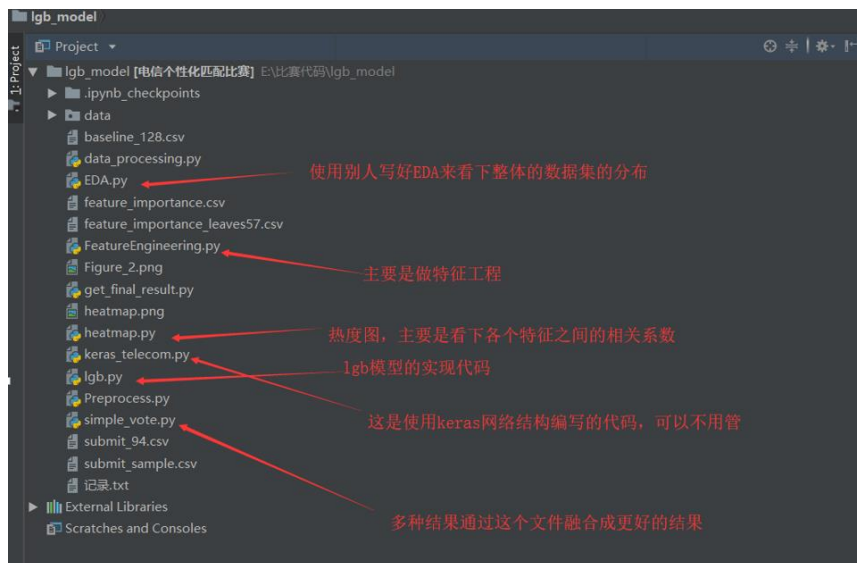 lgb_model
1: Project
Project
lgb_model [电信个性化匹配比赛] E:\比赛代码\lgb_model
.ipynb_checkpoints
data
baseline_128.csv
data_processing.py
使用别人写好EDA来看下整体的数据集的分布
EDA.py
feature_importance.csv
feature_importance_leaves57.csv
FeatureEngineering.py
主要是做特征工程
Figure_2.png
get_final_result.py
heatmap.png
heatmap.py
热度图，主要是看下各个特征之间的相关系数
keras_telecom.py
lgb模型的实现代码
lgb.py
Preprocess.py
simple_vote.py
这是使用keras网络结构编写的代码，可以不用管
submit_94.csv
submit_sample.csv
记录.txt
External Libraries
多种结果通过这个文件融合成更好的结果
Scratches and Consoles